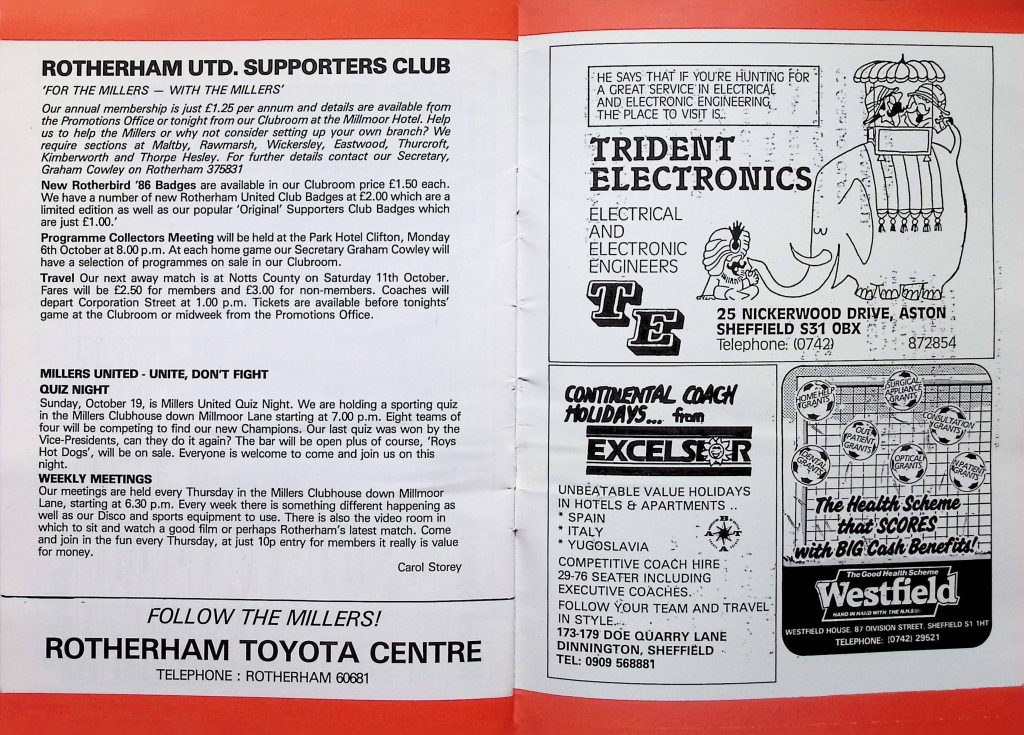 ROTHERHAM UTD. SUPPORTERS CLUB
'FOR THE MILLERS — WITH THE MILLERS'
Our annual membership is just £1.25 per annum and details are available from
the Promotions Office or tonight from our Clubroom at the Millmoor Hotel. Help
us to help the Millers or why not consider setting up your own branch? We
require sections at Maltby, Rawmarsh, Wickersley, Eastwood, Thurcroft,
Kimberworth and Thorpe Hesley. For further details contact our Secretary,
Graham Cowley on Rotherham 375831
New Rotherbird '86 Badges are available in our Clubroom price £1.50 each.
We have a number of new Rotherham United Club Badges at £2.00 which are a
limited edition as well as our popular 'Original' Supporters Club Badges which
are just £1.00.'
Programme Collectors Meeting will be held at the Park Hotel Clifton, Monday
6th October at 8.00 p.m. At each home game our Secretary Graham Cowley will
have a selection of programmes on sale in our Clubroom.
Travel Our next away match is at Notts County on Saturday 11th October.
Fares will be £2.50 for members and £3.00 for non-members. Coaches will
depart Corporation Street at 1.00 p.m. Tickets are available before tonights'
game at the Clubroom or midweek from the Promotions Office.
MILLERS UNITED - UNITE, DON'T FIGHT
QUIZ NIGHT
Sunday, October 19, is Millers United Quiz Night. We are holding a sporting quiz
in the Millers Clubhouse down Millmoor Lane starting at 7.00 p.m. Eight teams of
four will be competing to find our new Champions. Our last quiz was won by the
Vice-Presidents, can they do it again? The bar will be open plus of course, 'Roys
Hot Dogs', will be on sale. Everyone is welcome to come and join us on this
night.
WEEKLY MEETINGS
Our meetings are held every Thursday in the Millers Clubhouse down Millmoor
Lane, starting at 6.30 p.m. Every week there is something different happening as
well as our Disco and sports equipment to use. There is also the video room in
which to sit and watch a good film or perhaps Rotherham's latest match. Come
and join in the fun every Thursday, at just 10p entry for members it really is value
for money.
Carol Storey
FOLLOW THE MILLERS!
ROTHERHAM TOYOTA CENTRE
TELEPHONE : ROTHERHAM 60681
HE SAYS THAT IF YOU'RE HUNTING FOR
A GREAT SERVICE IN ELECTRICAL
AND ELECTRONIC ENGINEERING
THE PLACE TO VISIT IS..
TRIDENT
ELECTRONICS
ELECTRICAL
AND
ELECTRONIC
ENGINEERS
TE
25 NICKERWOOD DRIVE, ASTON
SHEFFIELD S31 0BX
Telephone: (0742) 872854
CONTINENTAL COACH
HOLIDAYS... from
EXCELSIOR
UNBEATABLE VALUE HOLIDAYS
IN HOTELS & APARTMENTS ..
* SPAIN
* ITALY
* YUGOSLAVIA
COMPETITIVE COACH HIRE
29-76 SEATER INCLUDING
EXECUTIVE COACHES.
FOLLOW YOUR TEAM AND TRAVEL
IN STYLE...
173-179 DOE QUARRY LANE
DINNINGTON, SHEFFIELD
TEL: 0909 568881
HOME HELP GRANTS
SURGICAL APPLIANCE GRANTS
CONSULTATION GRANTS
OUT PATIENT GRANTS
DENTAL GRANTS
OPTICAL GRANTS
IN PATIENT GRANTS
The Health Scheme
that SCORES
with BIG Cash Benefits!
The Good Health Scheme
Westfield
HAND IN HAND WITH THE N.H.S
WESTFIELD HOUSE, 87 DIVISION STREET, SHEFFIELD S1 1HT
TELEPHONE: (0742) 29521